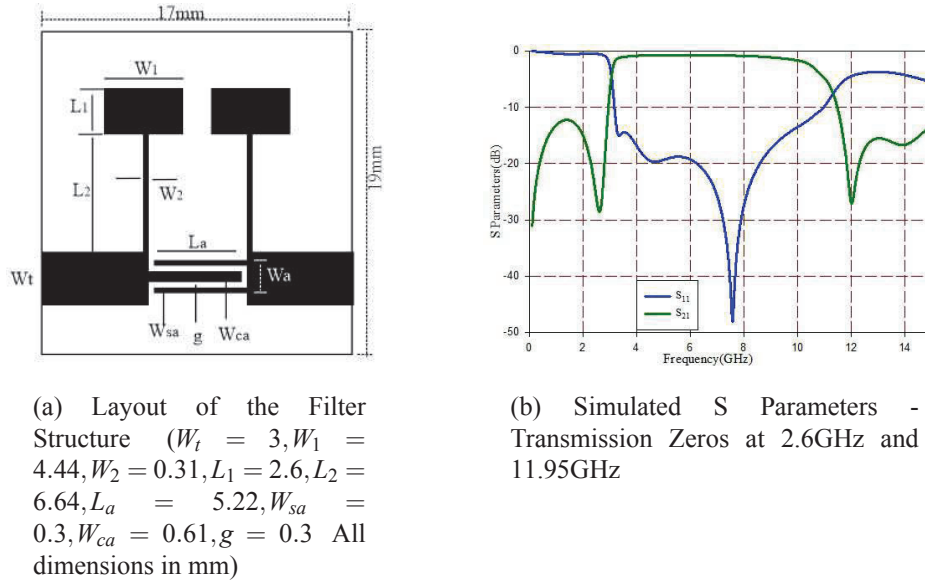 17mm
W1
L1
L2
W2
19mm
La
Wt
Wa
Wsa
g
Wca
(a) Layout of the Filter
Structure (Wt = 3, W1 =
4.44, W2 = 0.31, L1 = 2.6, L2 =
6.64, La = 5.22, Wsa =
0.3, Wca = 0.61, g = 0.3 All
dimensions in mm)
0
-10
-20
-30
-40
-50
S Parameters(dB)
S11
S21
0 2 4 6 8 10 12 14
Frequency(GHz)
(b) Simulated S Parameters -
Transmission Zeros at 2.6GHz and
11.95GHz